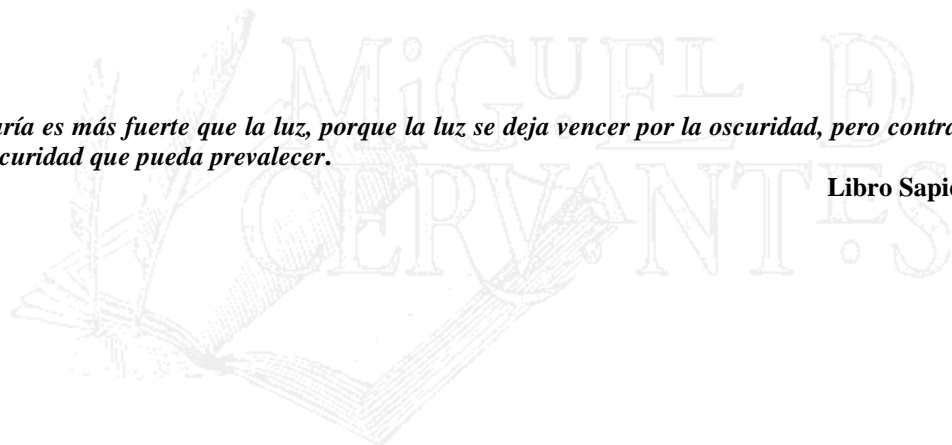 MiGUEL D
CERVANTES
aría es más fuerte que la luz, porque la luz se deja vencer por la oscuridad, pero contra
curidad que pueda prevalecer.
Libro Sapie